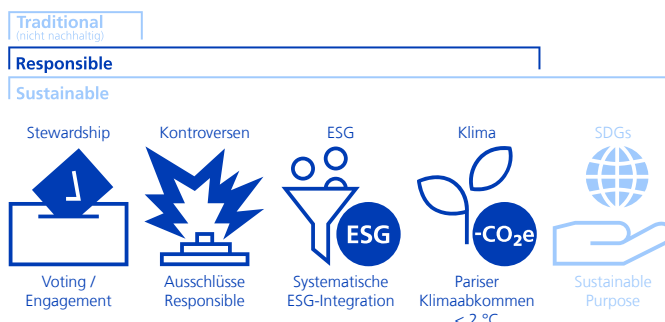 Traditional
(nicht nachhaltig)
Responsible
Sustainable
Stewardship Kontroversen ESG Klima SDGs
ESG -CO₂e
Voting / Ausschlüsse Systematische Pariser Sustainable
Engagement Responsible ESG-Integration Klimaabkommen Purpose
< 2 °C